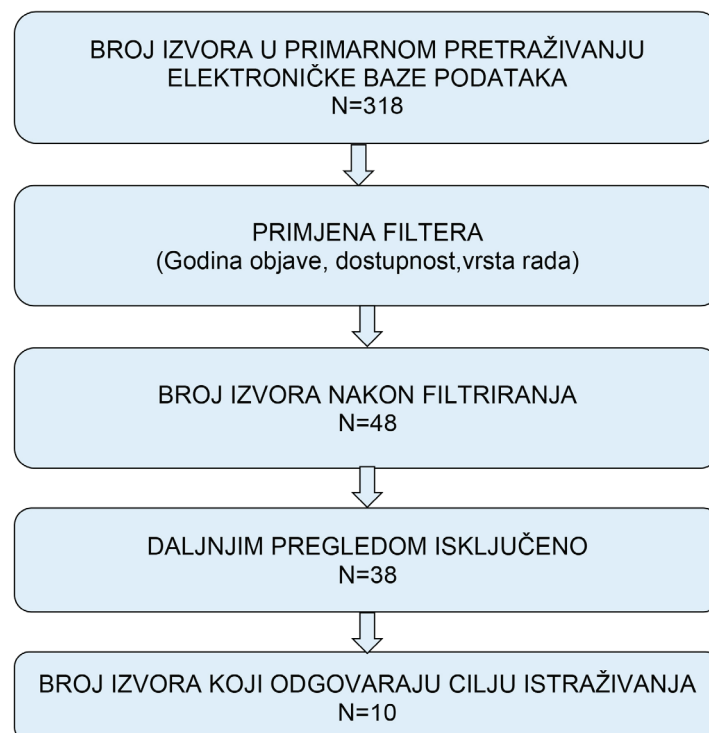 BROJ IZVORA U PRIMARNOM PRETRAŽIVANJU
ELEKTRONIČKE BAZE PODATAKA
N=318
PRIMJENA FILTERA
(Godina objave, dostupnost,vrsta rada)
BROJ IZVORA NAKON FILTRIRANJA
N=48
DALJNJIM PREGLEDOM ISKLJUČENO
N=38
BROJ IZVORA KOJI ODGOVARAJU CILJU ISTRAŽIVANJA
N=10